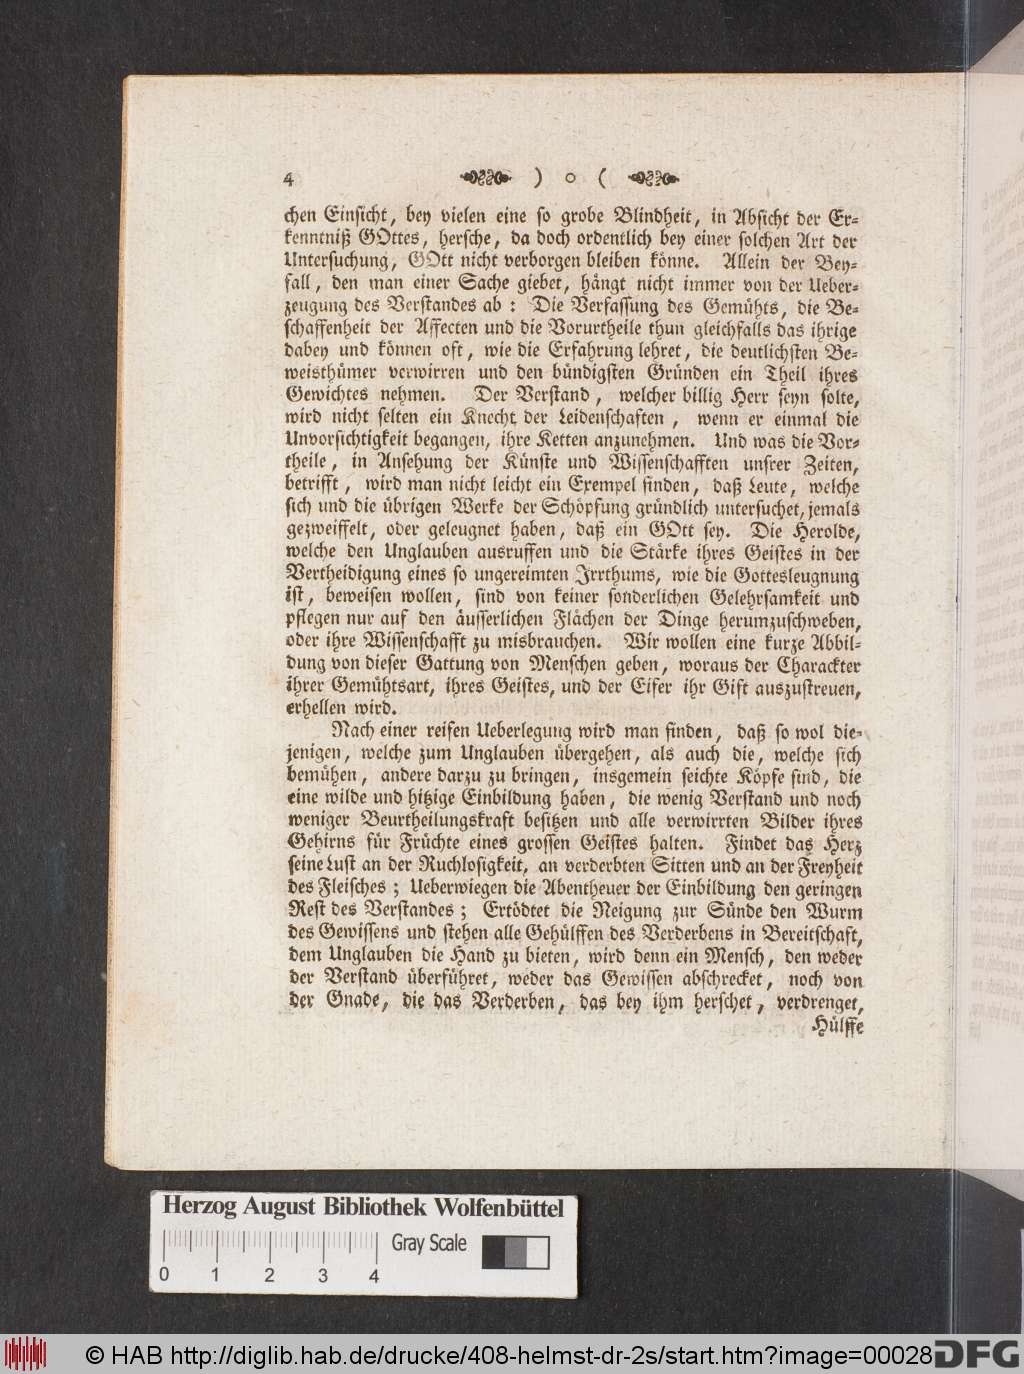 4 ) o (
chen Einsicht, bey vielen eine so grobe Blindheit, in Absicht der Er-
kenntniß GOttes, hersche, da doch ordentlich bey einer solchen Art der
Untersuchung, GOtt nicht verborgen bleiben könne. Allein der Bey-
fall, den man einer Sache giebet, hängt nicht immer von der Ueber-
zeugung des Verstandes ab: Die Verfassung des Gemühts, die Be-
schaffenheit der Affecten und die Vorurtheile thun gleichfalls das ihrige
dabey und können oft, wie die Erfahrung lehret, die deutlichsten Be-
weisthümer verwirren und den bündigsten Gründen ein Theil ihres
Gewichtes nehmen. Der Verstand, welcher billig Herr seyn solte,
wird nicht selten ein Knecht der Leidenschaften, wenn er einmal die
Unvorsichtigkeit begangen, ihre Ketten anzunehmen. Und was die Vor-
theile, in Ansehung der Künste und Wissenschafften unsrer Zeiten,
betrifft, wird man nicht leicht ein Exempel finden, daß Leute, welche
sich und die übrigen Werke der Schöpfung gründlich untersuchet, jemals
gezweiffelt, oder geleugnet haben, daß ein GOtt sey. Die Herolde,
welche den Unglauben ausruffen und die Stärke ihres Geistes in der
Vertheidigung eines so ungereimten Irrthums, wie die Gottesleugnung
ist, beweisen wollen, sind von keiner sonderlichen Gelehrsamkeit und
pflegen nur auf den äusserlichen Flächen der Dinge herumzuschweben,
oder ihre Wissenschafft zu misbrauchen. Wir wollen eine kurze Abbil-
dung von dieser Gattung von Menschen geben, woraus der Charackter
ihrer Gemühtsart, ihres Geistes, und der Eifer ihr Gift auszustreuen,
erhellen wird.
Nach einer reifen Ueberlegung wird man finden, daß so wol die-
jenigen, welche zum Unglauben übergehen, als auch die, welche sich
bemühen, andere darzu zu bringen, insgemein seichte Köpfe sind, die
eine wilde und hitzige Einbildung haben, die wenig Verstand und noch
weniger Beurtheilungskraft besitzen und alle verwirrten Bilder ihres
Gehirns für Früchte eines grossen Geistes halten. Findet das Herz
seine Lust an der Ruchlosigkeit, an verderbten Sitten und an der Freyheit
des Fleisches; Ueberwiegen die Abentheuer der Einbildung den geringen
Rest des Verstandes; Ertödtet die Neigung zur Sünde den Wurm
des Gewissens und stehen alle Gehülffen des Verderbens in Bereitschaft,
dem Unglauben die Hand zu bieten, wird denn ein Mensch, den weder
der Verstand überführet, weder das Gewissen abschrecket, noch von
der Gnade, die das Verderben, das bey ihm herschet, verdrenget,
Hülffe
Herzog August Bibliothek Wolfenbüttel
Gray Scale
0 1 2 3 4
© HAB http://diglib.hab.de/drucke/408-helmst-dr-2s/start.htm?image=00028
DFG